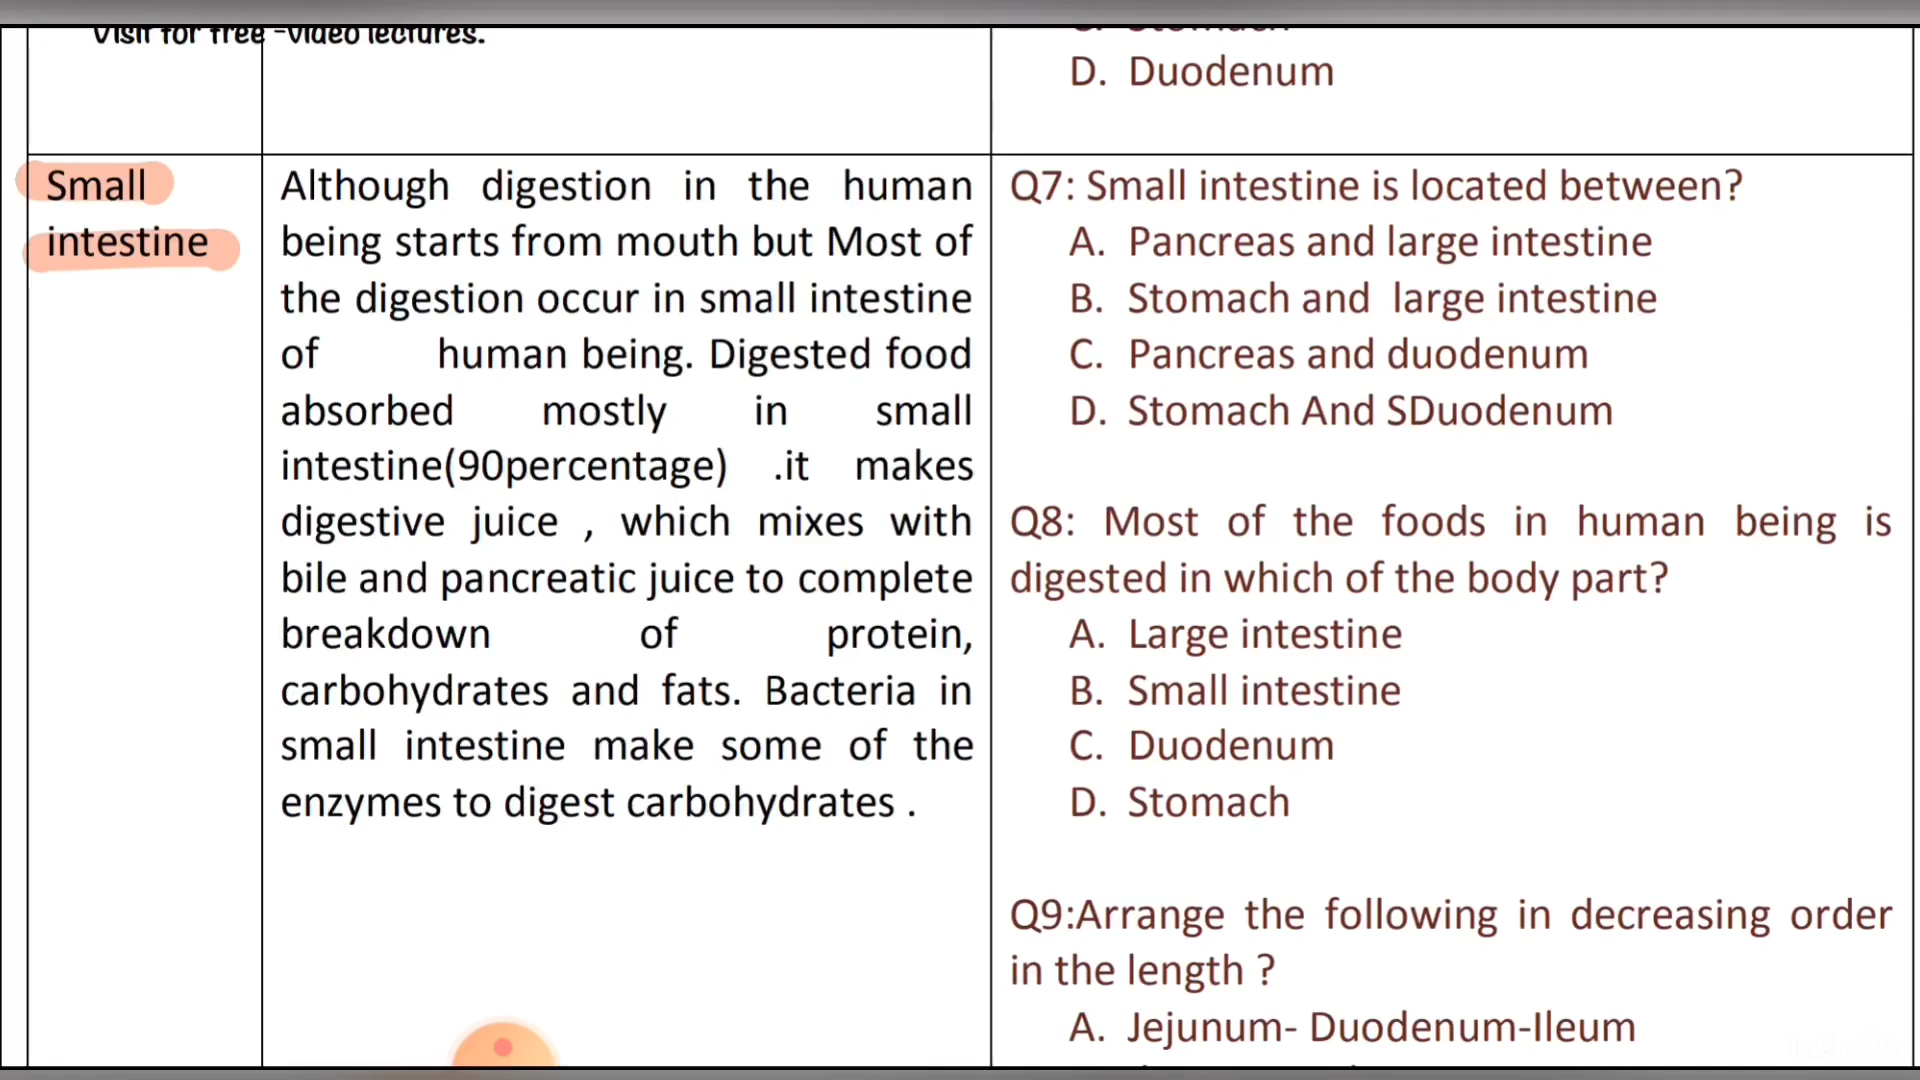 Visit for free -video lectures.
C. Stomach
D. Duodenum
Small
intestine
Although digestion in the human
being starts from mouth but Most of
the digestion occur in small intestine
of human being. Digested food
absorbed mostly in small
intestine(90percentage) .it makes
digestive juice , which mixes with
bile and pancreatic juice to complete
breakdown of protein,
carbohydrates and fats. Bacteria in
small intestine make some of the
enzymes to digest carbohydrates .
Q7: Small intestine is located between?
A. Pancreas and large intestine
B. Stomach and large intestine
C. Pancreas and duodenum
D. Stomach And SDuodenum
Q8: Most of the foods in human being is
digested in which of the body part?
A. Large intestine
B. Small intestine
C. Duodenum
D. Stomach
Q9:Arrange the following in decreasing order
in the length ?
A. Jejunum- Duodenum-Ileum